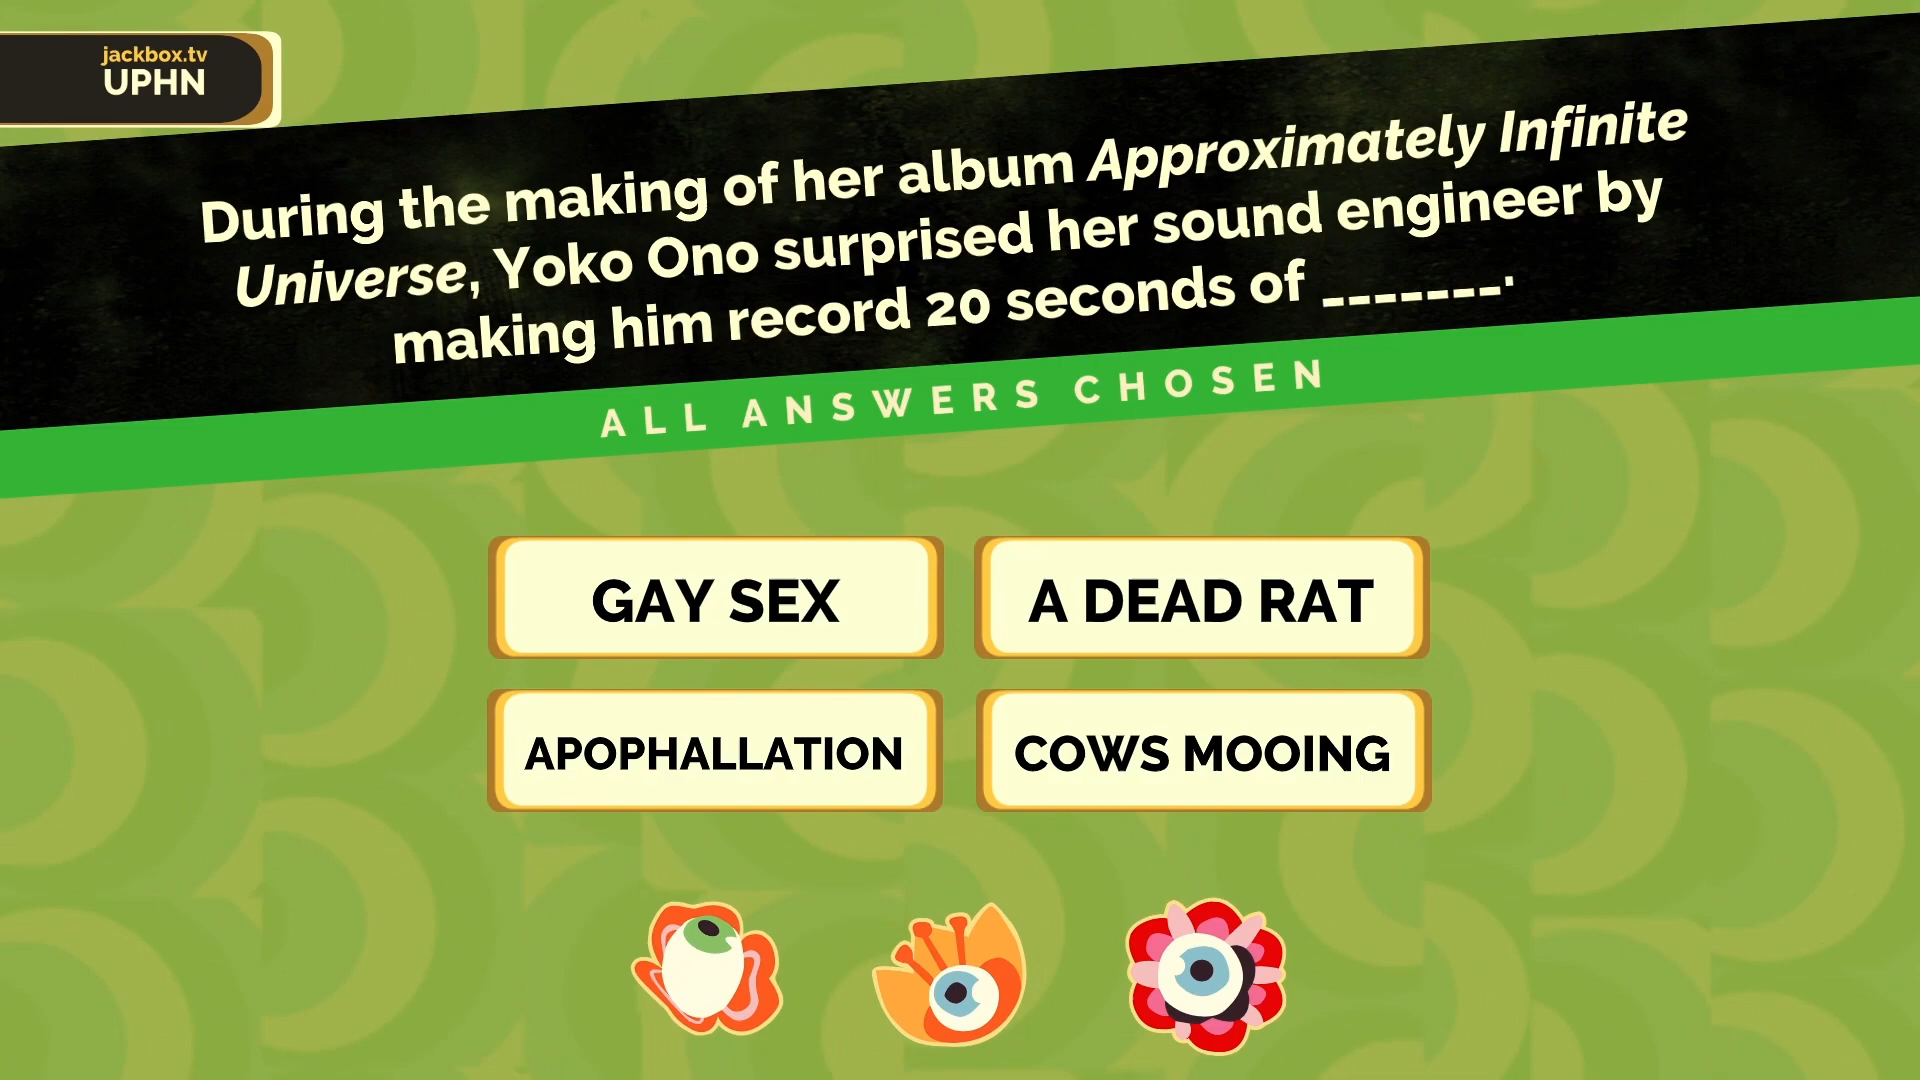 jackbox.tv
UPHN
During the making of her album Approximately Infinite
Universe, Yoko Ono surprised her sound engineer by
making him record 20 seconds of _______.
ALL ANSWERS CHOSEN
GAY SEX
A DEAD RAT
APOPHALLATION
COWS MOOING